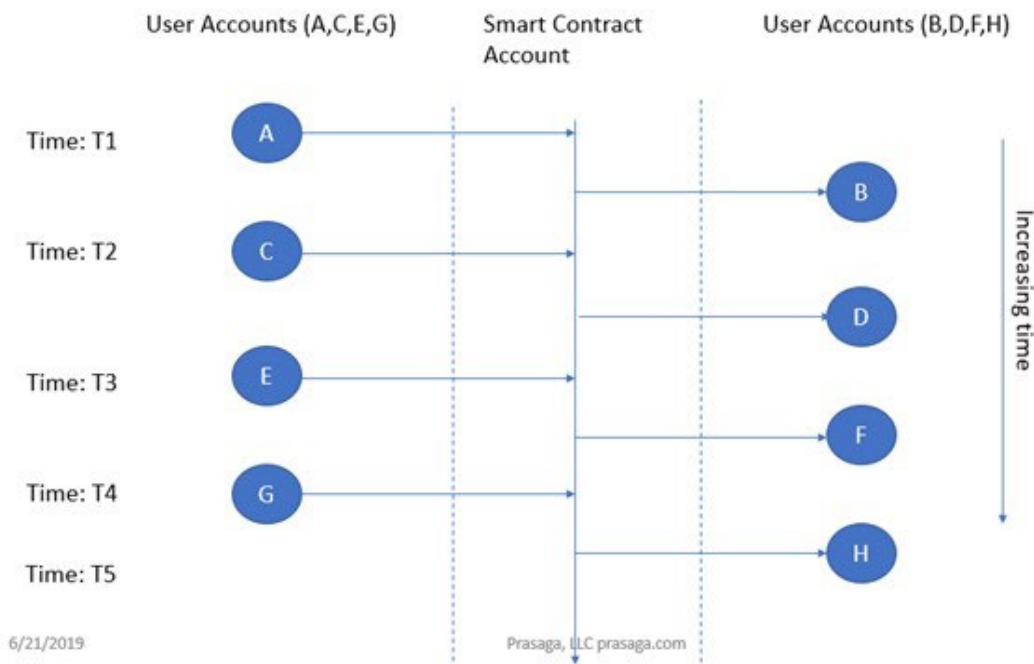 User Accounts (A,C,E,G)
Smart Contract
Account
User Accounts (B,D,F,H)
Time: T1
A
B
Time: T2
C
D
Increasing time
Time: T3
E
F
Time: T4
G
H
Time: T5
6/21/2019
Prasaga, LLC prasaga.com